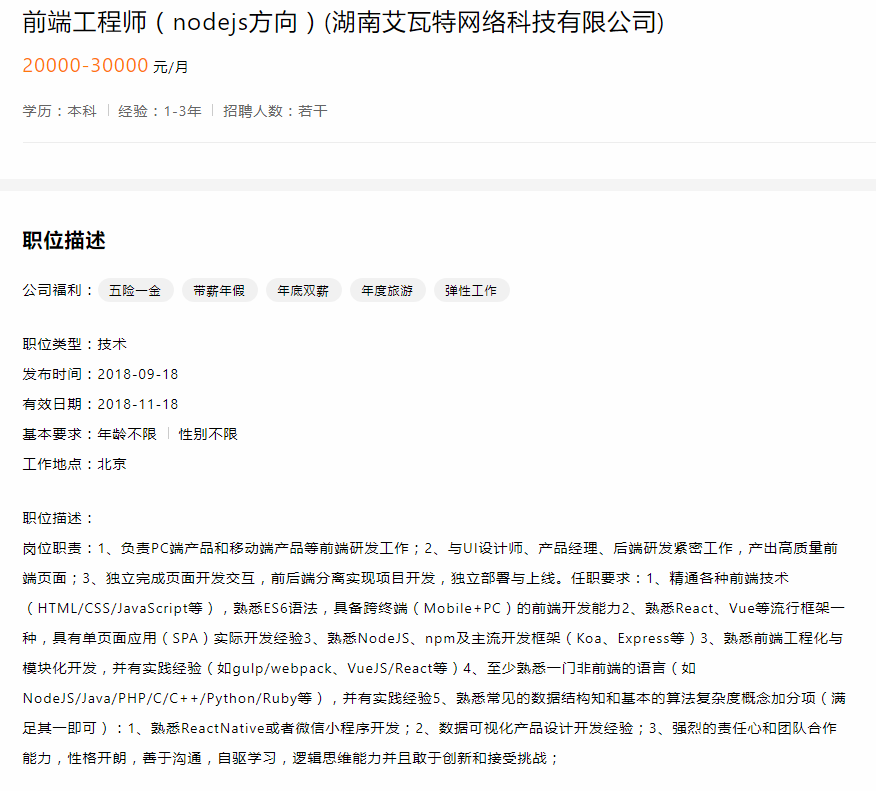 前端工程师（nodejs方向）(湖南艾瓦特网络科技有限公司)
20000-30000 元/月
学历：本科 经验：1-3年 招聘人数：若干
职位描述
公司福利： 五险一金 带薪年假 年底双薪 年度旅游 弹性工作
职位类型：技术
发布时间：2018-09-18
有效日期：2018-11-18
基本要求：年龄不限 性别不限
工作地点：北京
职位描述：
岗位职责：1、负责PC端产品和移动端产品等前端研发工作；2、与UI设计师、产品经理、后端研发紧密工作，产出高质量前
端页面；3、独立完成页面开发交互，前后端分离实现项目开发，独立部署与上线。任职要求：1、精通各种前端技术
（HTML/CSS/JavaScript等），熟悉ES6语法，具备跨终端（Mobile+PC）的前端开发能力2、熟悉React、Vue等流行框架一
种，具有单页面应用（SPA）实际开发经验3、熟悉NodeJS、npm及主流开发框架（Koa、Express等）3、熟悉前端工程化与
模块化开发，并有实践经验（如gulp/webpack、VueJS/React等）4、至少熟悉一门非前端的语言（如
NodeJS/Java/PHP/C/C++/Python/Ruby等），并有实践经验5、熟悉常见的数据结构知和基本的算法复杂度概念加分项（满
足其一即可）：1、熟悉ReactNative或者微信小程序开发；2、数据可视化产品设计开发经验；3、强烈的责任心和团队合作
能力，性格开朗，善于沟通，自驱学习，逻辑思维能力并且敢于创新和接受挑战；